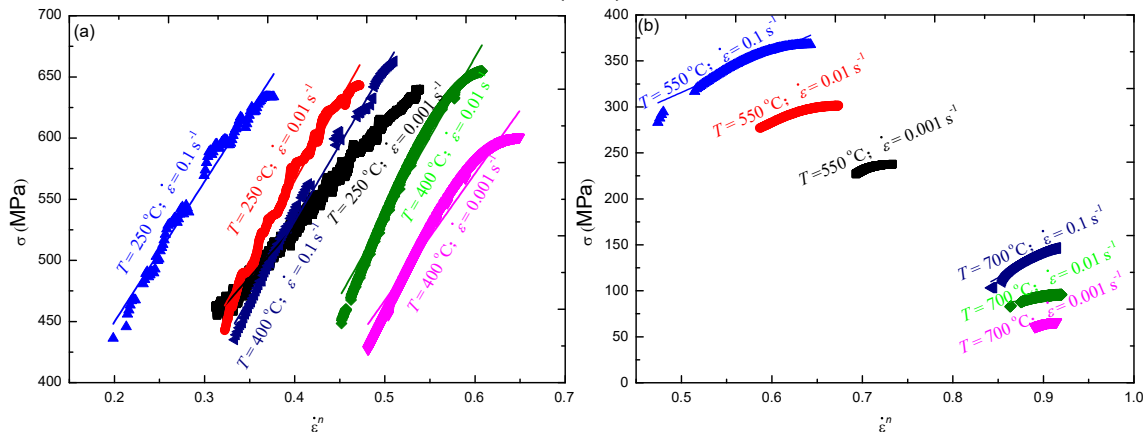 (a)
700
650
600
550
500
450
400
σ (MPa)
0.2
0.3
0.4
0.5
0.6
0.7
ε̇ⁿ
T = 250 °C; ε̇ = 0.1 s⁻¹
T = 250 °C; ε̇ = 0.01 s⁻¹
T = 400 °C; ε̇ = 0.1 s⁻¹
T = 250 °C; ε̇ = 0.001 s⁻¹
T = 400 °C; ε̇ = 0.01 s
T = 400 °C; ε̇ = 0.001 s⁻¹
(b)
400
350
300
250
200
150
100
50
0
σ (MPa)
0.5
0.6
0.7
0.8
0.9
1.0
ε̇ⁿ
T = 550 °C; ε̇ = 0.1 s⁻¹
T = 550 °C; ε̇ = 0.01 s⁻¹
T = 550 °C; ε̇ = 0.001 s⁻¹
T = 700 °C; ε̇ = 0.1 s⁻¹
T = 700 °C; ε̇ = 0.01 s⁻¹
T = 700 °C; ε̇ = 0.001 s⁻¹